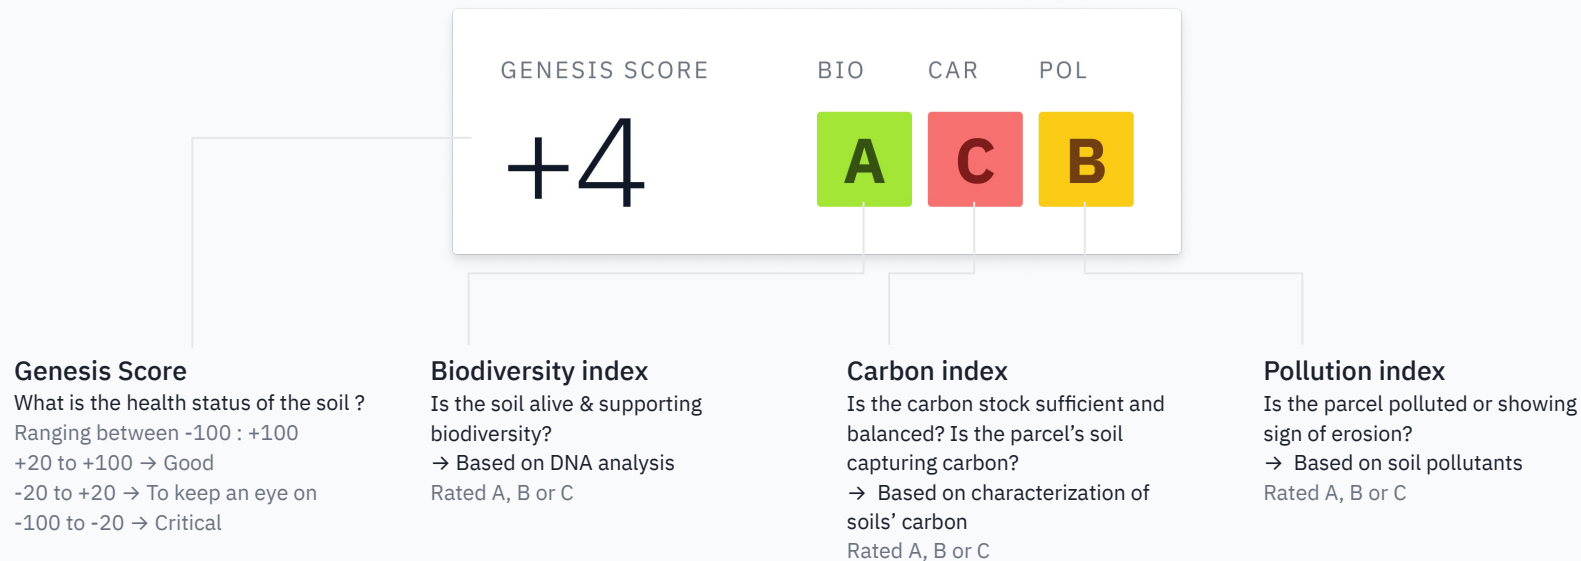 GENESIS SCORE
BIO
CAR
POL
+4
A
C
B
Genesis Score
What is the health status of the soil ?
Ranging between -100 : +100
+20 to +100 → Good
-20 to +20 → To keep an eye on
-100 to -20 → Critical
Biodiversity index
Is the soil alive & supporting
biodiversity?
→ Based on DNA analysis
Rated A, B or C
Carbon index
Is the carbon stock sufficient and
balanced? Is the parcel’s soil
capturing carbon?
→ Based on characterization of
soils’ carbon
Rated A, B or C
Pollution index
Is the parcel polluted or showing
sign of erosion?
→ Based on soil pollutants
Rated A, B or C